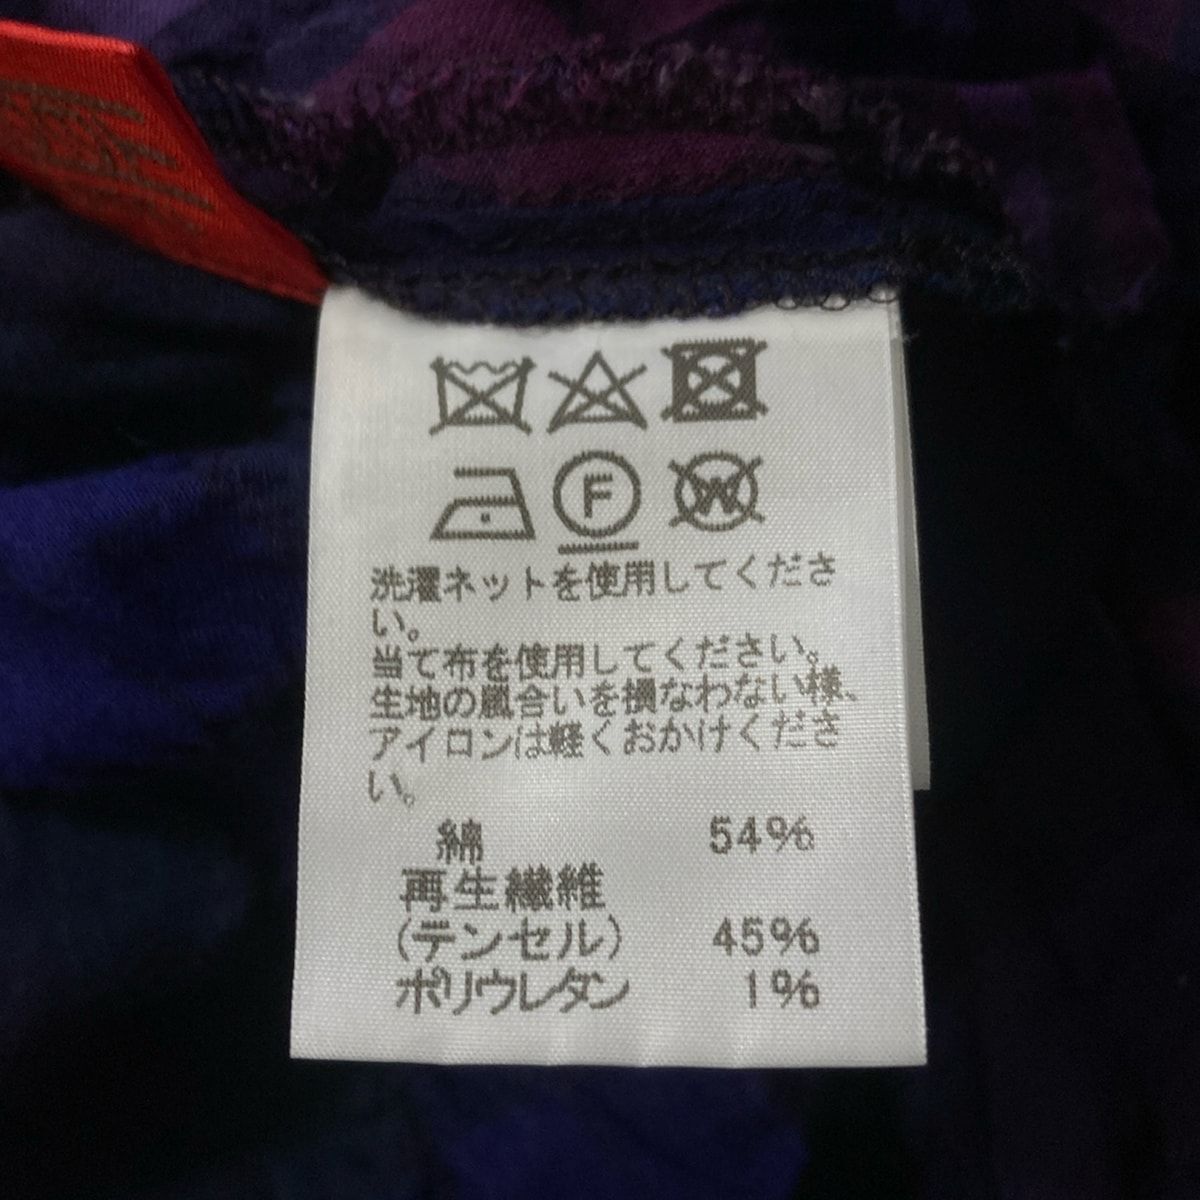 F W
洗濯ネットを使用してくださ
い。
当て布を使用してください。
生地の風合いを損なわない様、
アイロンは軽くおかけくださ
い。
綿 54%
再生繊維
(テンセル) 45%
ポリウレタン 1%